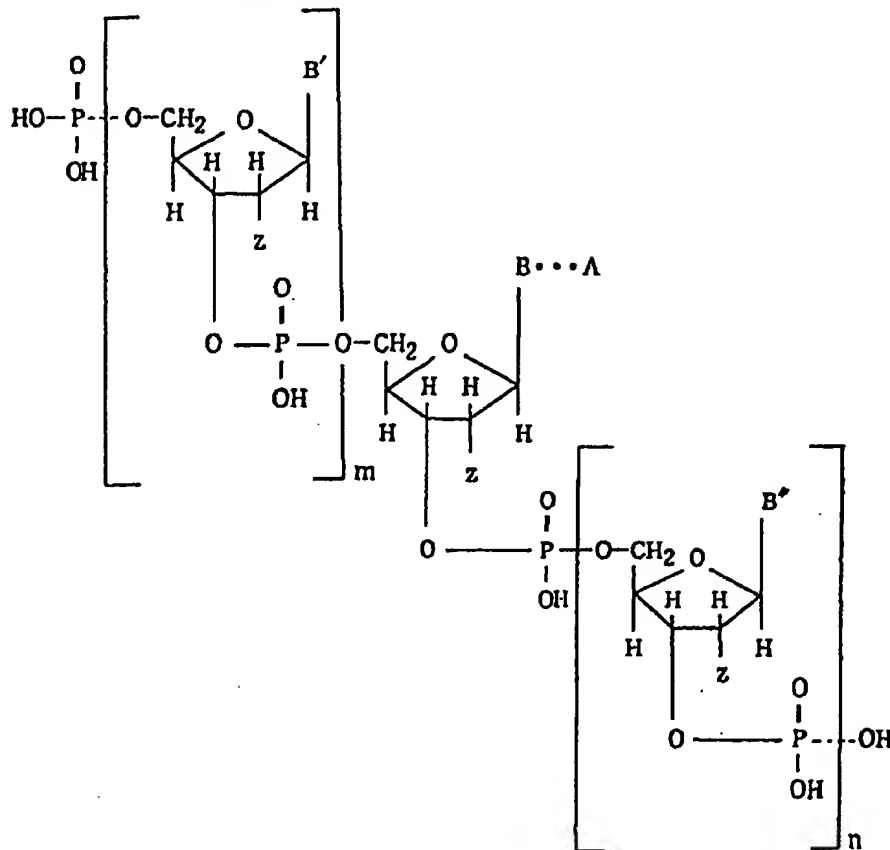 O B'
HO-P---O-CH₂ O
OH H H
H H
z
O B···A
O-P-O-CH₂ O
OH H H
H H
z
m
O B"
O-P-O-CH₂ O
OH H H
H H
z
O
O-P----OH
OH
n